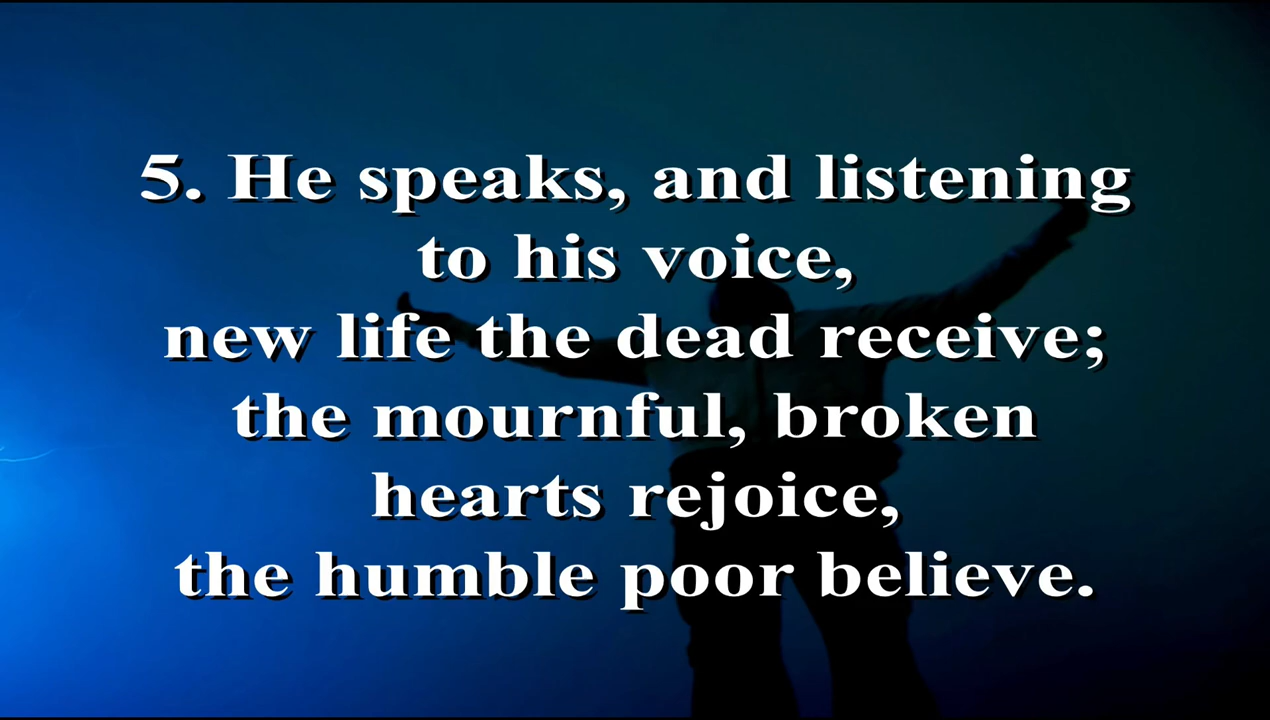 5. He speaks, and listening
to his voice,
new life the dead receive;
the mournful, broken
hearts rejoice,
the humble poor believe.